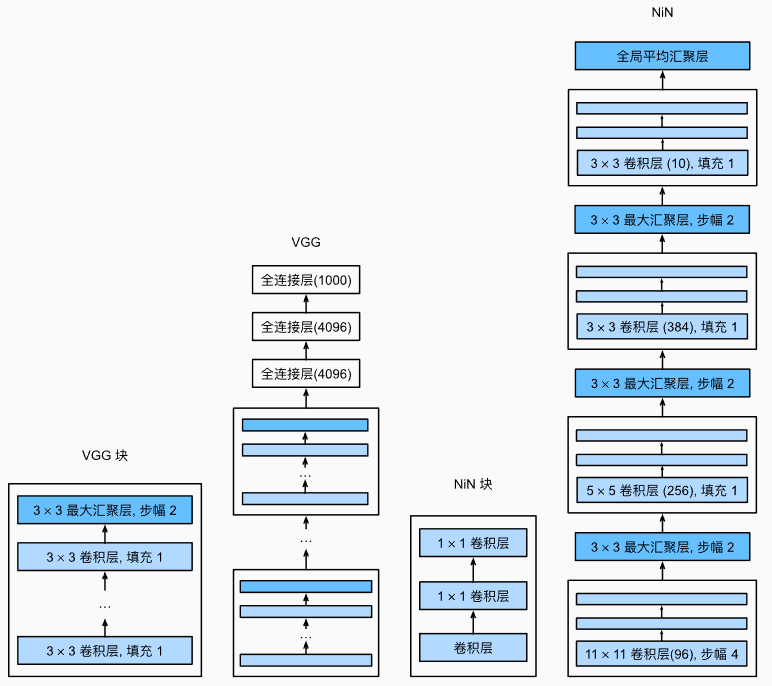 VGG 块
3 × 3 最大汇聚层, 步幅 2
3 × 3 卷积层, 填充 1
...
3 × 3 卷积层, 填充 1
VGG
全连接层(1000)
全连接层(4096)
全连接层(4096)
...
...
...
NiN 块
1 × 1 卷积层
1 × 1 卷积层
卷积层
NiN
全局平均汇聚层
3 × 3 卷积层 (10), 填充 1
3 × 3 最大汇聚层, 步幅 2
3 × 3 卷积层 (384), 填充 1
3 × 3 最大汇聚层, 步幅 2
5 × 5 卷积层 (256), 填充 1
3 × 3 最大汇聚层, 步幅 2
11 × 11 卷积层(96), 步幅 4